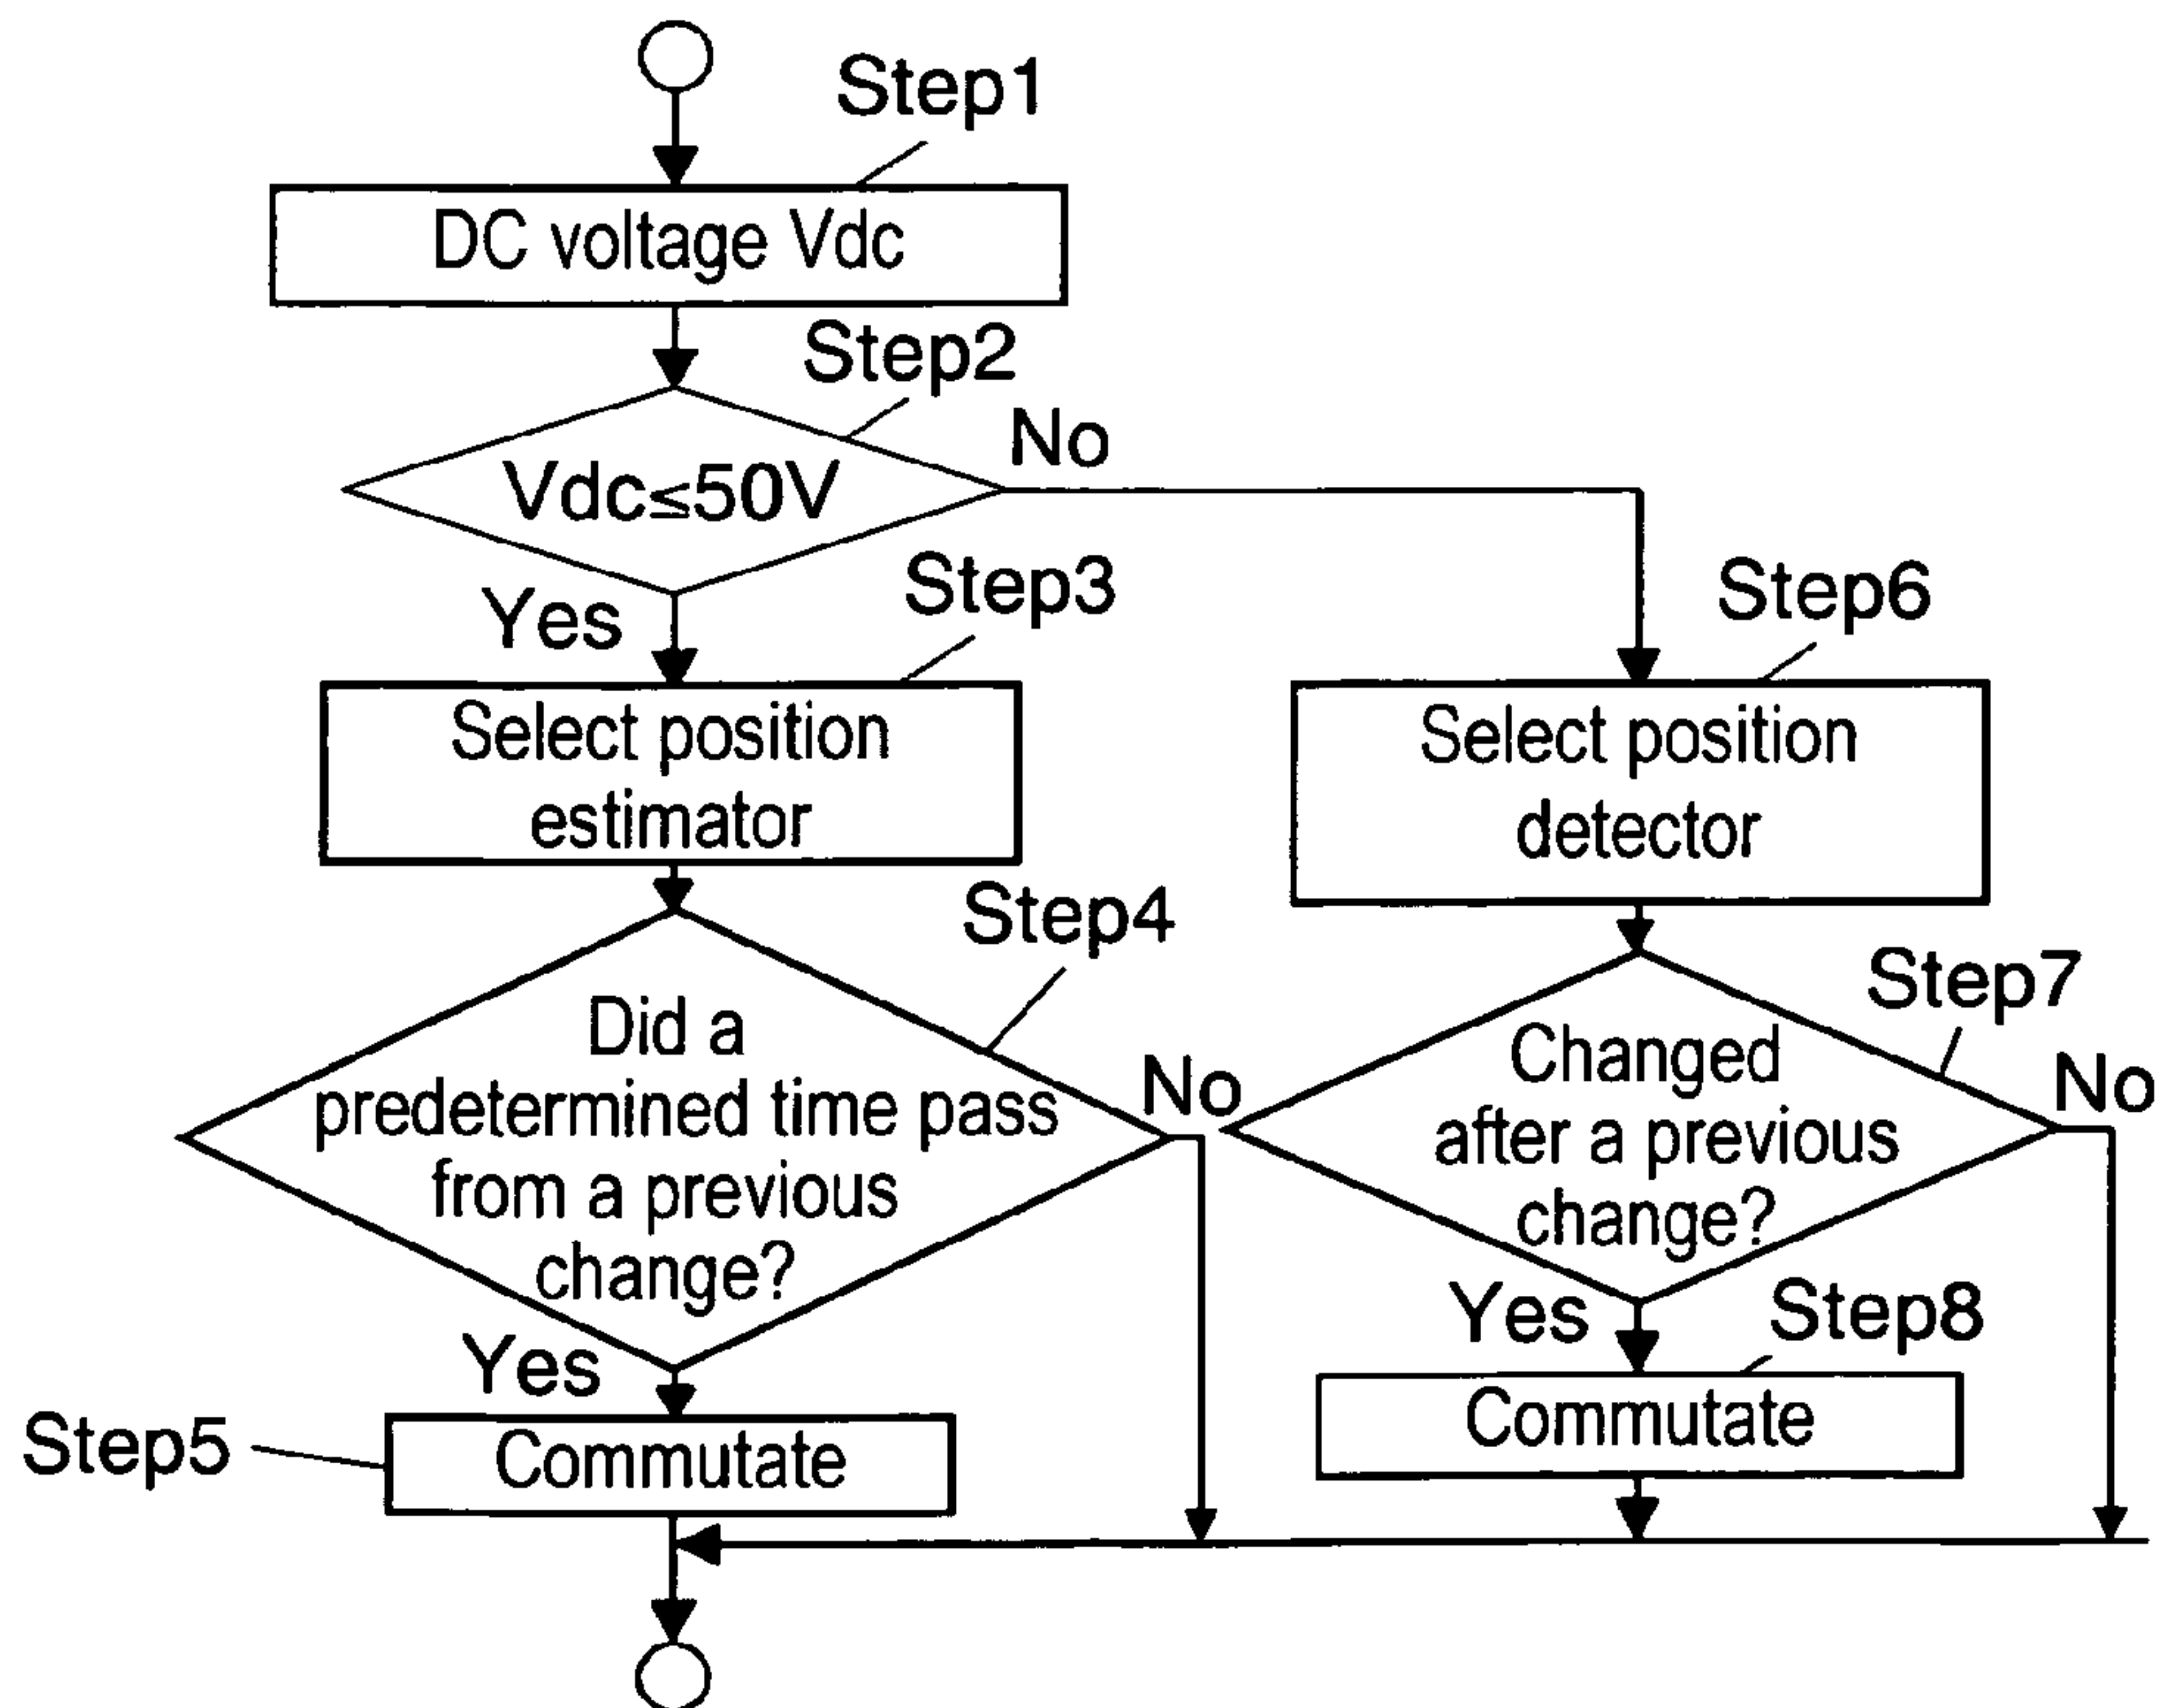 Step1
DC voltage Vdc
Step2
No
Vdc≤50V
Yes
Step3
Select position
estimator
Step6
Select position
detector
Step4
Did a
predetermined time pass
from a previous
change?
No
Yes
Step5
Commutate
Step7
Changed
after a previous
change?
No
Yes
Step8
Commutate